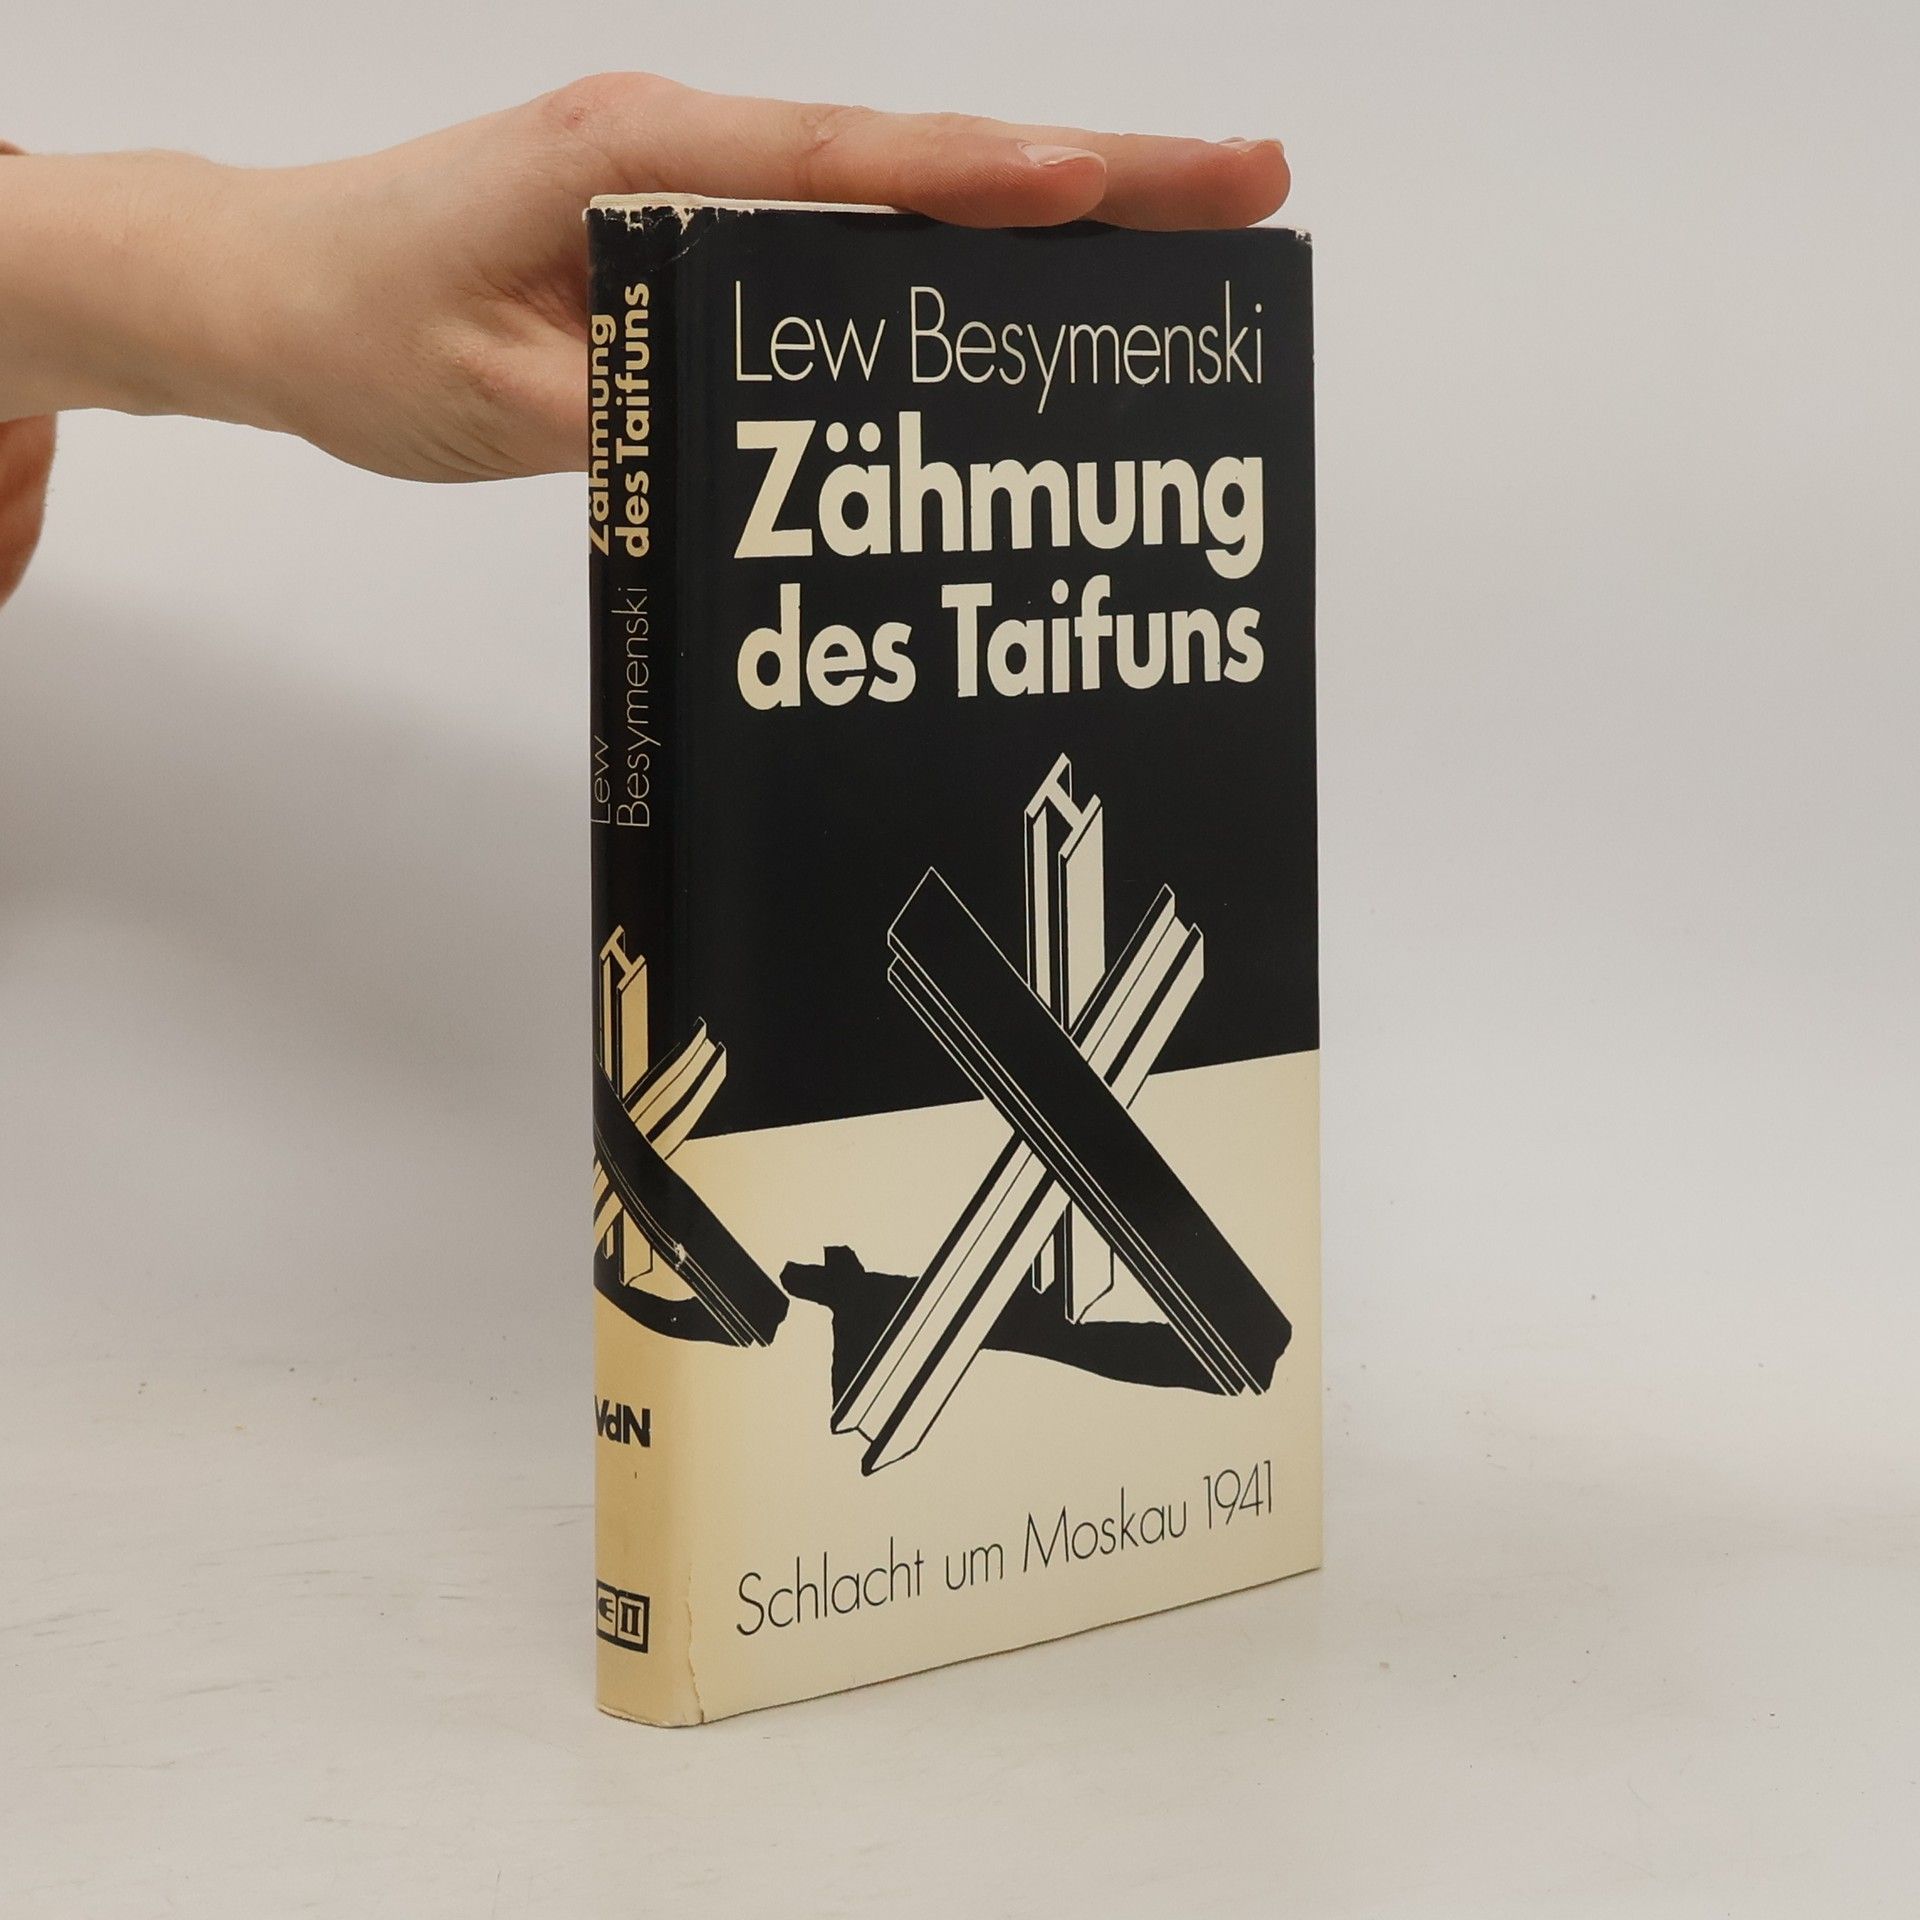 Lew Besymenski
Zähmung
des Taifuns
Schlacht um Moskau 1941
Zähmung
des Taifuns
Lew
Besymenski
VdN